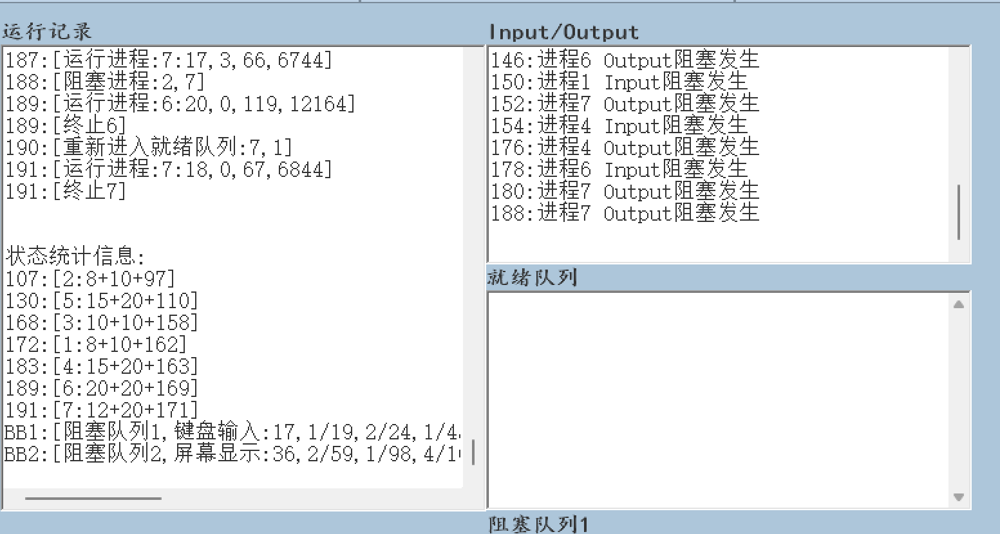 运行记录
187:[运行进程:7:17,3,66,6744]
188:[阻塞进程:2,7]
189:[运行进程:6:20,0,119,12164]
189:[终止6]
190:[重新进入就绪队列:7,1]
191:[运行进程:7:18,0,67,6844]
191:[终止7]
状态统计信息:
107:[2:8+10+97]
130:[5:15+20+110]
168:[3:10+10+158]
172:[1:8+10+162]
183:[4:15+20+163]
189:[6:20+20+169]
191:[7:12+20+171]
BB1:[阻塞队列1,键盘输入:17,1/19,2/24,1/4
BB2:[阻塞队列2,屏幕显示:36,2/59,1/98,4/1
Input/Output
146:进程6 Output阻塞发生
150:进程1 Input阻塞发生
152:进程7 Output阻塞发生
154:进程4 Input阻塞发生
176:进程4 Output阻塞发生
178:进程6 Input阻塞发生
180:进程7 Output阻塞发生
188:进程7 Output阻塞发生
就绪队列
阻塞队列1